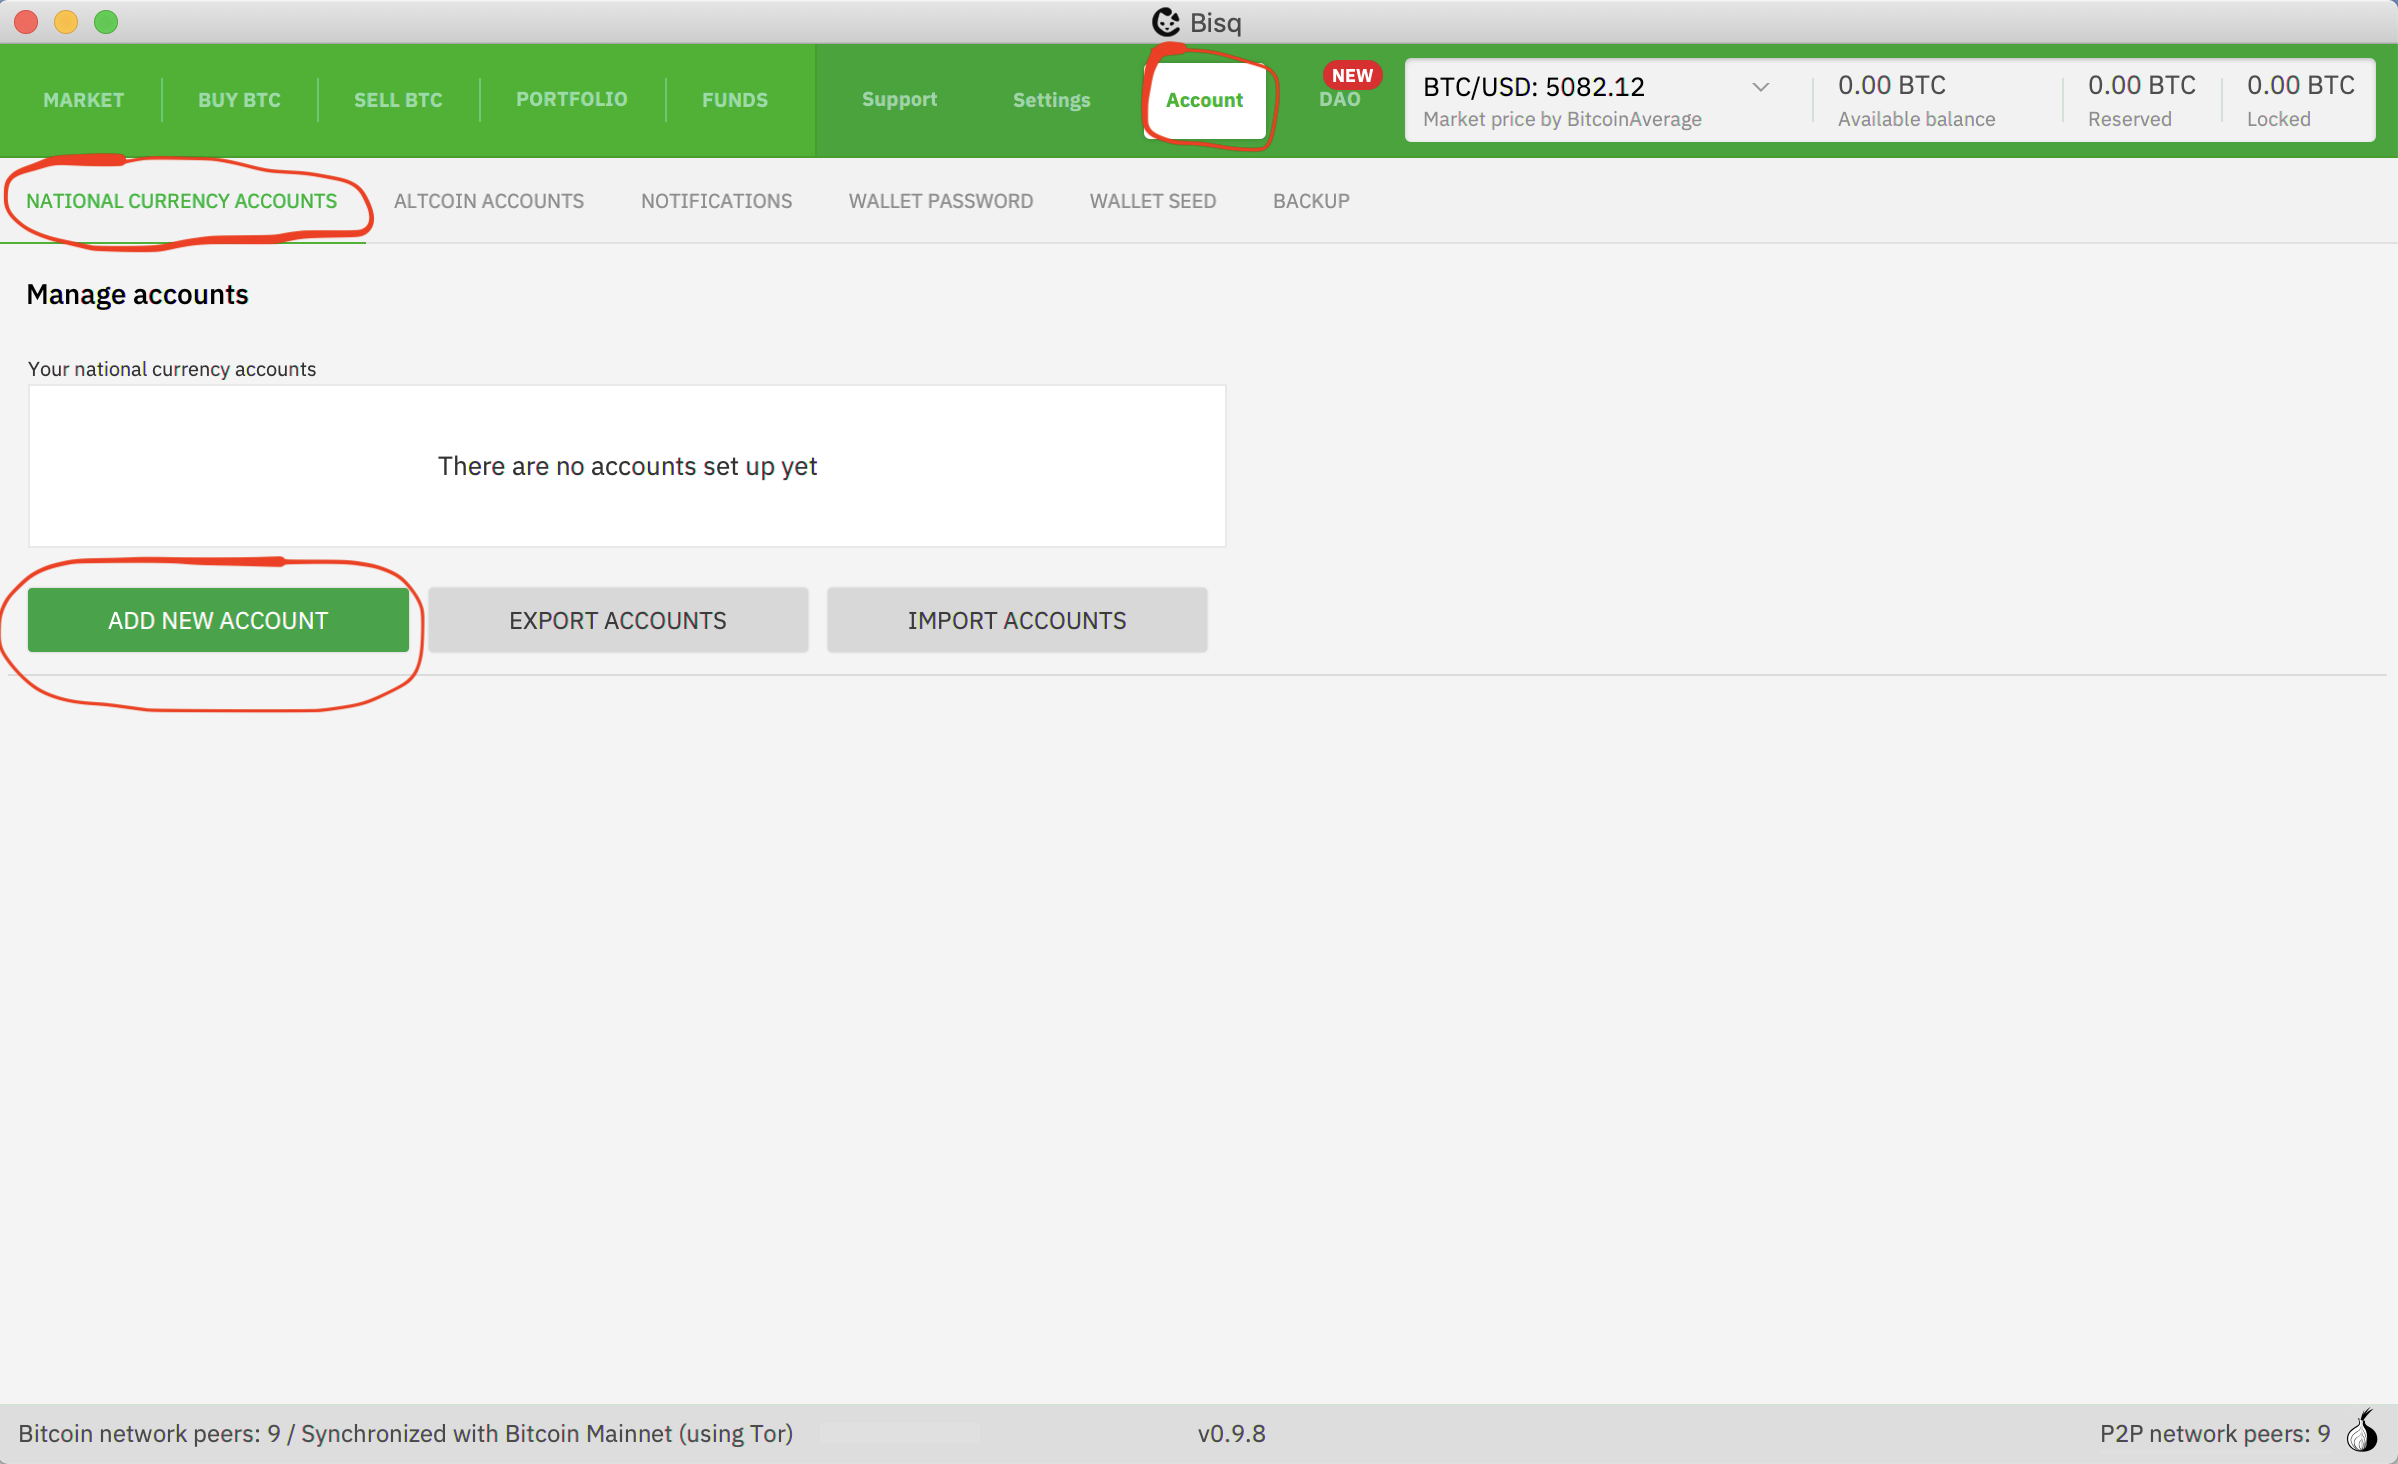 Bisq
MARKET BUY BTC SELL BTC PORTFOLIO FUNDS Support Settings Account NEW DAO
BTC/USD: 5082.12 0.00 BTC 0.00 BTC 0.00 BTC
Market price by BitcoinAverage Available balance Reserved Locked
NATIONAL CURRENCY ACCOUNTS ALTCOIN ACCOUNTS NOTIFICATIONS WALLET PASSWORD WALLET SEED BACKUP
Manage accounts
Your national currency accounts
There are no accounts set up yet
ADD NEW ACCOUNT EXPORT ACCOUNTS IMPORT ACCOUNTS
Bitcoin network peers: 9 / Synchronized with Bitcoin Mainnet (using Tor) v0.9.8 P2P network peers: 9